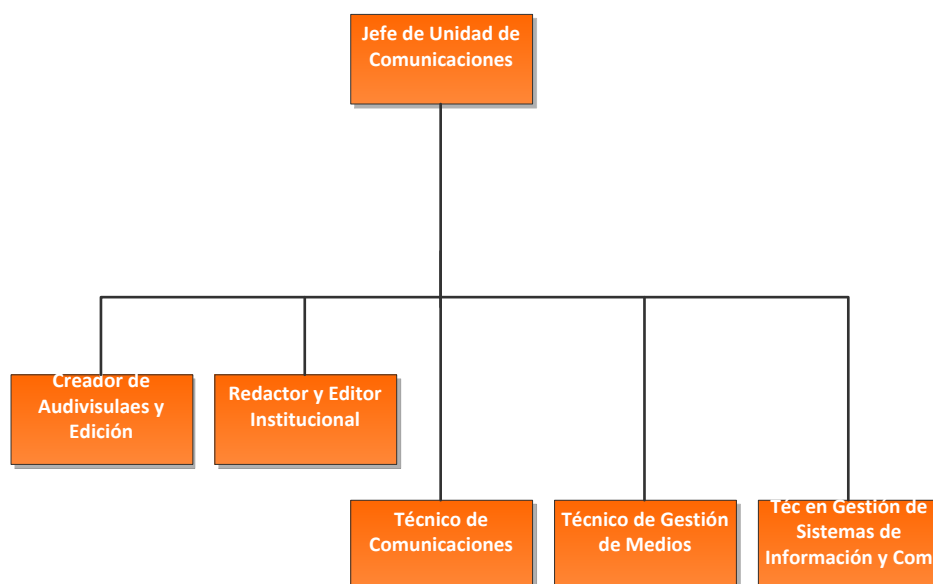 Jefe de Unidad de
Comunicaciones
Creador de
Audivisulaes y
Edición
Redactor y Editor
Institucional
Técnico de
Comunicaciones
Técnico de Gestión
de Medios
Téc en Gestión de
Sistemas de
Información y Com